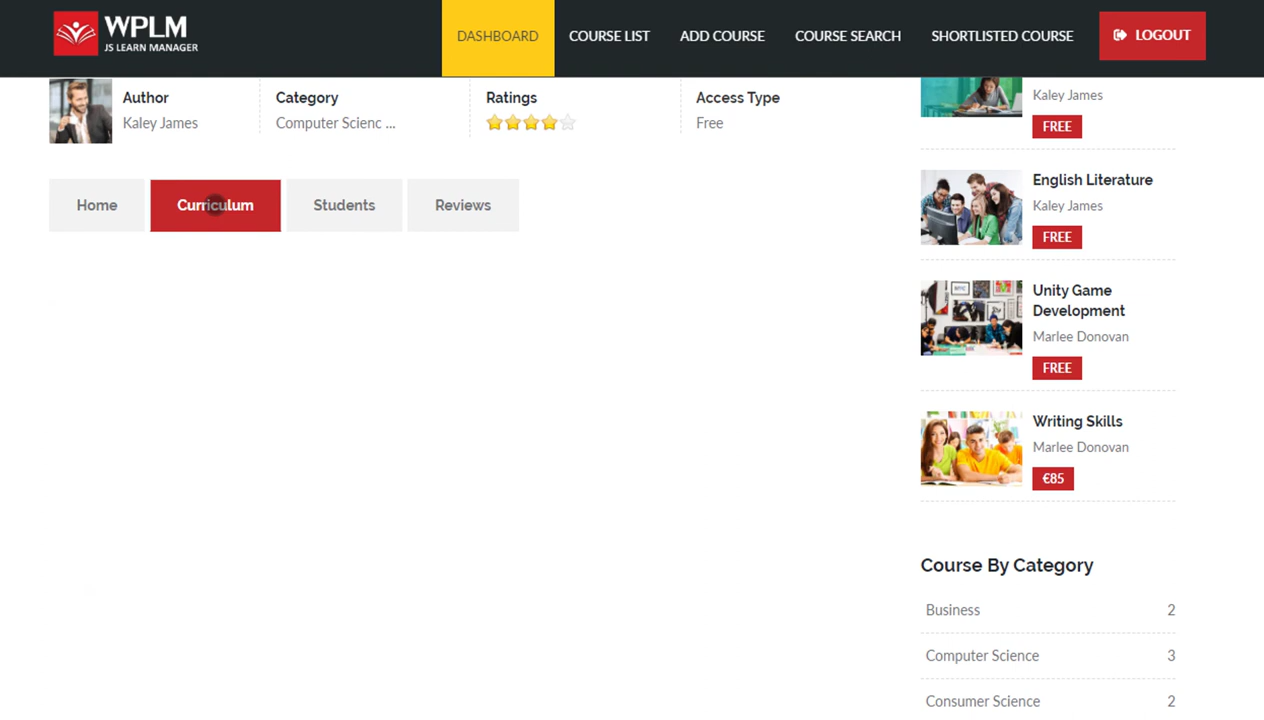 WPLM
JS LEARN MANAGER
DASHBOARD
COURSE LIST
ADD COURSE
COURSE SEARCH
SHORTLISTED COURSE
LOGOUT
Author
Kaley James
Category
Computer Scienc ...
Ratings
Access Type
Free
Home
Curriculum
Students
Reviews
Kaley James
FREE
English Literature
Kaley James
FREE
Unity Game
Development
Marlee Donovan
FREE
Writing Skills
Marlee Donovan
€85
Course By Category
Business 2
Computer Science 3
Consumer Science 2